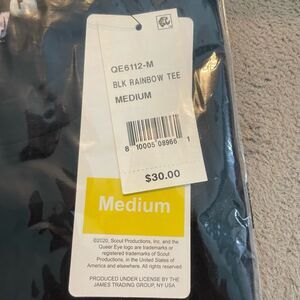 QE6112-M
BLK RAINBOW TEE
MEDIUM
8 10005 08966 1
$30.00
Medium
©2020, Scout Productions, Inc. and the
Queer Eye logo are trademarks or
registered trademarks of Scout
Productions, in the United States of
America and elsewhere. All rights reserved.
PRODUCED UNDER LICENSE BY THE
JAMES TRADING GROUP, NY USA